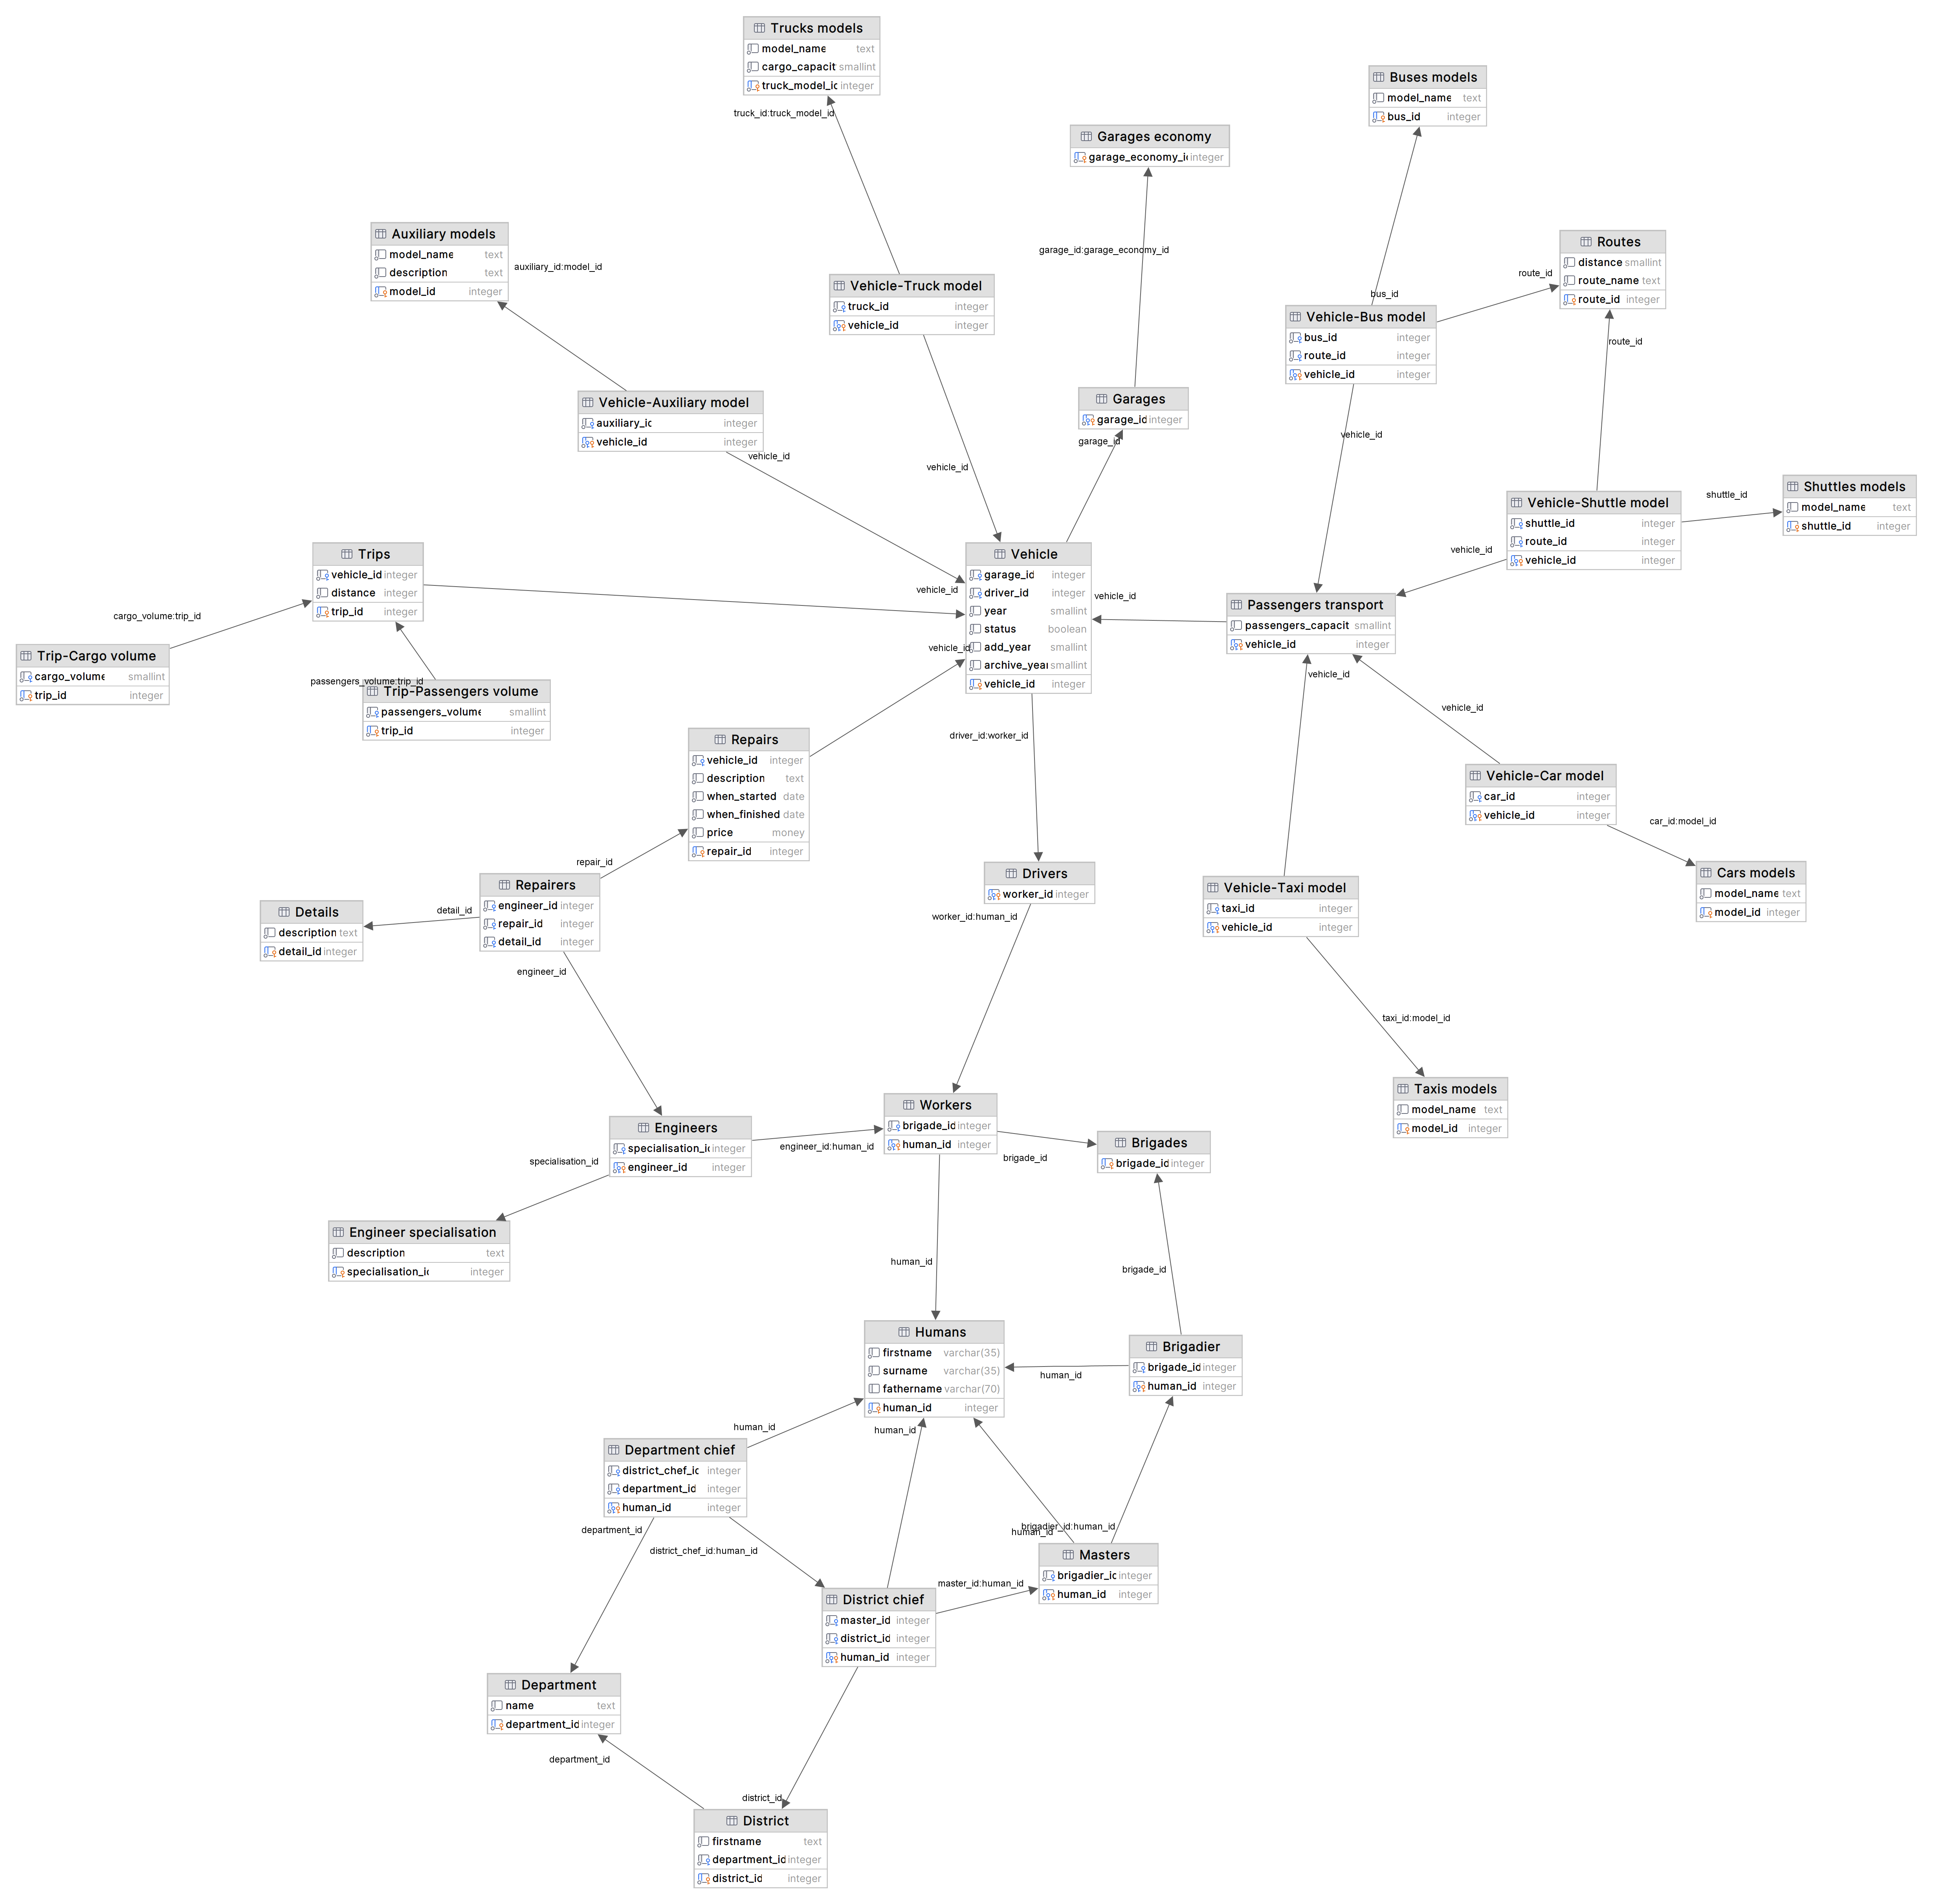 Trucks models
model_name text
cargo_capacit smallint
truck_model_ic integer
truck_id:truck_model_id
Buses models
model_name text
bus_id integer
Garages economy
garage_economy_ic integer
garage_id:garage_economy_id
Auxiliary models
model_name text
description text
model_id integer
auxiliary_id:model_id
Routes
distance smallint
route_name text
route_id integer
route_id
route_id
Vehicle-Truck model
truck_id integer
vehicle_id integer
bus_id
Vehicle-Bus model
bus_id integer
route_id integer
vehicle_id integer
Vehicle-Auxiliary model
auxiliary_ic integer
vehicle_id integer
vehicle_id
vehicle_id
Garages
garage_id integer
garage_id
vehicle_id
Vehicle-Shuttle model
shuttle_id integer
route_id integer
vehicle_id integer
shuttle_id
Shuttles models
model_name text
shuttle_id integer
vehicle_id
Trips
vehicle_id integer
distance integer
trip_id integer
vehicle_id
Vehicle
garage_id integer
driver_id integer
year smallint
status boolean
add_year smallint
archive_year smallint
vehicle_id integer
vehicle_id
Passengers transport
passengers_capacit smallint
vehicle_id integer
cargo_volume:trip_id
Trip-Cargo volume
cargo_volume smallint
trip_id integer
passengers_volume:trip_id
Trip-Passengers volume
passengers_volume smallint
trip_id integer
vehicle_id
vehicle_id
vehicle_id
Repairs
vehicle_id integer
description text
when_started date
when_finished date
price money
repair_id integer
driver_id:worker_id
Vehicle-Car model
car_id integer
vehicle_id integer
car_id:model_id
Cars models
model_name text
model_id integer
repair_id
Repairers
engineer_id integer
repair_id integer
detail_id integer
detail_id
Details
description text
detail_id integer
Drivers
worker_id integer
worker_id:human_id
Vehicle-Taxi model
taxi_id integer
vehicle_id integer
engineer_id
taxi_id:model_id
Taxis models
model_name text
model_id integer
Workers
brigade_id integer
human_id integer
Engineers
specialisation_ic integer
engineer_id integer
engineer_id:human_id
brigade_id
Brigades
brigade_id integer
specialisation_id
Engineer specialisation
description text
specialisation_ic integer
human_id
brigade_id
Humans
firstname varchar(35)
surname varchar(35)
fathername varchar(70)
human_id integer
human_id
Brigadier
brigade_id integer
human_id integer
human_id
human_id
Department chief
district_chef_ic integer
department_id integer
human_id integer
department_id
district_chef_id:human_id
brigadier_id:human_id
human_id
Masters
brigadier_ic integer
human_id integer
master_id:human_id
District chief
master_id integer
district_id integer
human_id integer
Department
name text
department_id integer
department_id
district_id
District
firstname text
department_id integer
district_id integer